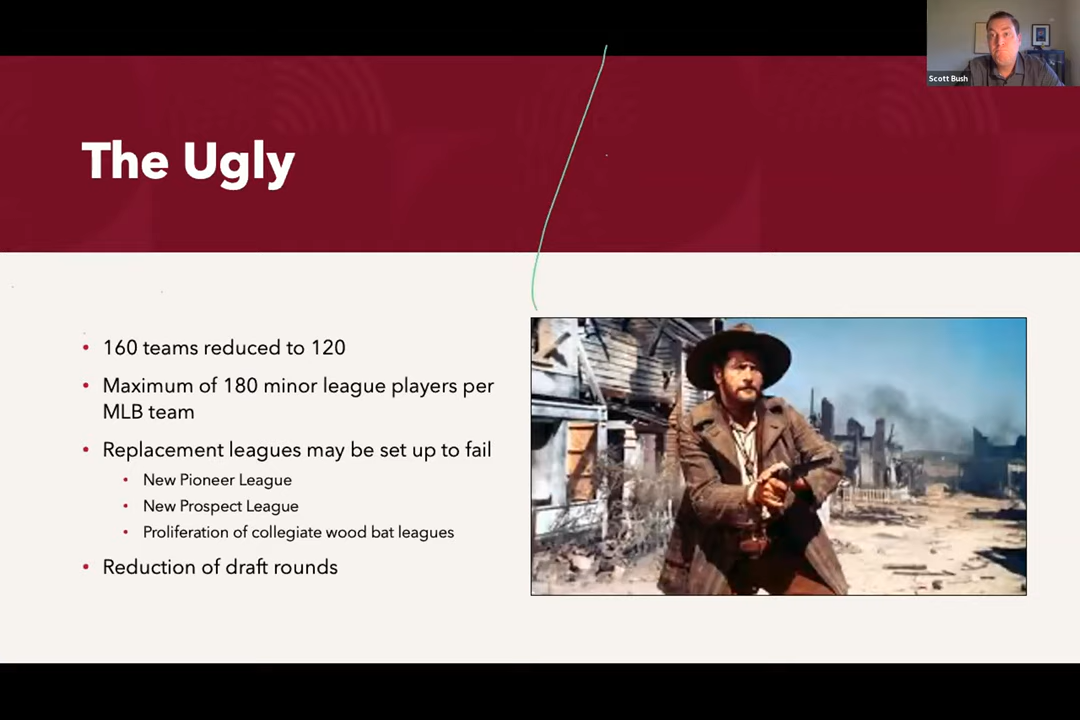 Scott Bush
The Ugly
• 160 teams reduced to 120
• Maximum of 180 minor league players per
MLB team
• Replacement leagues may be set up to fail
• New Pioneer League
• New Prospect League
• Proliferation of collegiate wood bat leagues
• Reduction of draft rounds